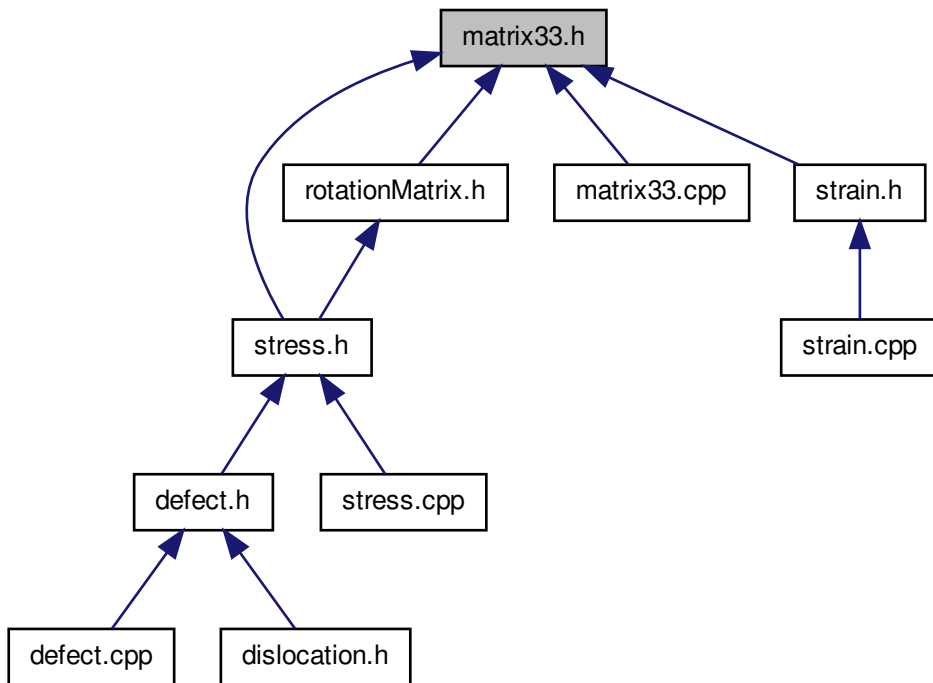 matrix33.h
rotationMatrix.h
matrix33.cpp
strain.h
stress.h
strain.cpp
defect.h
stress.cpp
defect.cpp
dislocation.h